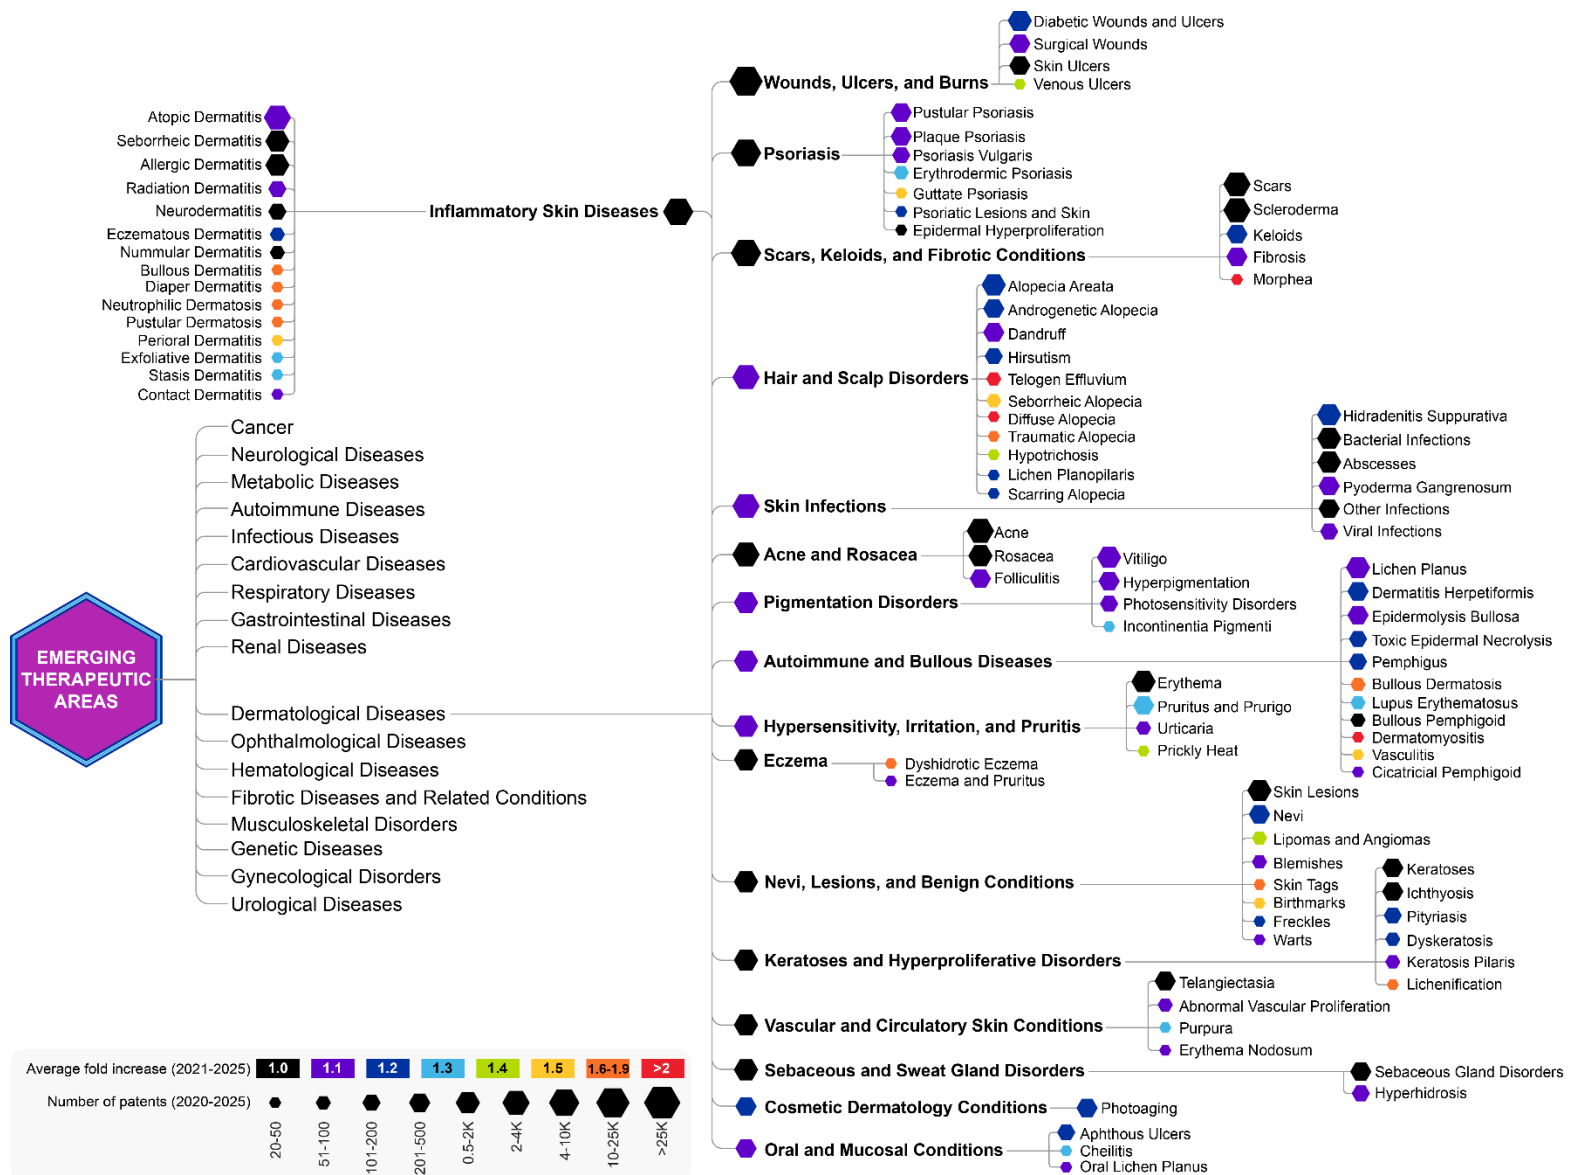 EMERGING
THERAPEUTIC
AREAS
Cancer
Neurological Diseases
Metabolic Diseases
Autoimmune Diseases
Infectious Diseases
Cardiovascular Diseases
Respiratory Diseases
Gastrointestinal Diseases
Renal Diseases
Dermatological Diseases
Ophthalmological Diseases
Hematological Diseases
Fibrotic Diseases and Related Conditions
Musculoskeletal Disorders
Genetic Diseases
Gynecological Disorders
Urological Diseases
Inflammatory Skin Diseases
Atopic Dermatitis
Seborrheic Dermatitis
Allergic Dermatitis
Radiation Dermatitis
Neurodermatitis
Eczematous Dermatitis
Nummular Dermatitis
Bullous Dermatitis
Diaper Dermatitis
Neutrophilic Dermatosis
Pustular Dermatosis
Perioral Dermatitis
Exfoliative Dermatitis
Stasis Dermatitis
Contact Dermatitis
Wounds, Ulcers, and Burns
Diabetic Wounds and Ulcers
Surgical Wounds
Skin Ulcers
Venous Ulcers
Psoriasis
Pustular Psoriasis
Plaque Psoriasis
Psoriasis Vulgaris
Erythrodermic Psoriasis
Guttate Psoriasis
Psoriatic Lesions and Skin
Epidermal Hyperproliferation
Scars, Keloids, and Fibrotic Conditions
Scars
Scleroderma
Keloids
Fibrosis
Morphea
Hair and Scalp Disorders
Alopecia Areata
Androgenetic Alopecia
Dandruff
Hirsutism
Telogen Effluvium
Seborrheic Alopecia
Diffuse Alopecia
Traumatic Alopecia
Hypotrichosis
Lichen Planopilaris
Scarring Alopecia
Skin Infections
Hidradenitis Suppurativa
Bacterial Infections
Abscesses
Pyoderma Gangrenosum
Other Infections
Viral Infections
Acne and Rosacea
Acne
Rosacea
Folliculitis
Pigmentation Disorders
Vitiligo
Hyperpigmentation
Photosensitivity Disorders
Incontinentia Pigmenti
Autoimmune and Bullous Diseases
Lichen Planus
Dermatitis Herpetiformis
Epidermolysis Bullosa
Toxic Epidermal Necrolysis
Pemphigus
Bullous Dermatosis
Lupus Erythematosus
Bullous Pemphigoid
Dermatomyositis
Vasculitis
Cicatricial Pemphigoid
Hypersensitivity, Irritation, and Pruritis
Erythema
Pruritus and Prurigo
Urticaria
Prickly Heat
Eczema
Dyshidrotic Eczema
Eczema and Pruritus
Nevi, Lesions, and Benign Conditions
Skin Lesions
Nevi
Lipomas and Angiomas
Blemishes
Skin Tags
Birthmarks
Freckles
Warts
Keratoses and Hyperproliferative Disorders
Keratoses
Ichthyosis
Pityriasis
Dyskeratosis
Keratosis Pilaris
Lichenification
Vascular and Circulatory Skin Conditions
Telangiectasia
Abnormal Vascular Proliferation
Purpura
Erythema Nodosum
Sebaceous and Sweat Gland Disorders
Sebaceous Gland Disorders
Hyperhidrosis
Cosmetic Dermatology Conditions
Photoaging
Oral and Mucosal Conditions
Aphthous Ulcers
Cheilitis
Oral Lichen Planus
Average fold increase (2021-2025) 1.0 1.1 1.2 1.3 1.4 1.5 1.6-1.9 >2
Number of patents (2020-2025)
20-50
51-100
101-200
201-500
0.5-2K
2-4K
4-10K
10-25K
>25K